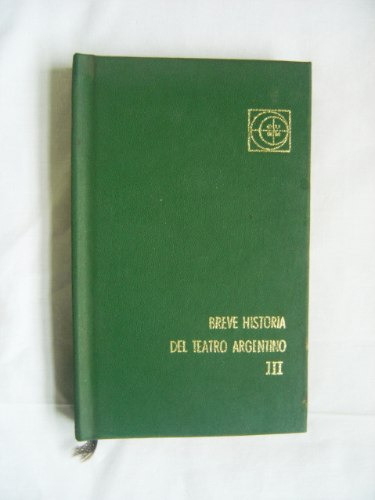 BREVE HISTORIA
DEL TEATRO ARGENTINO
III